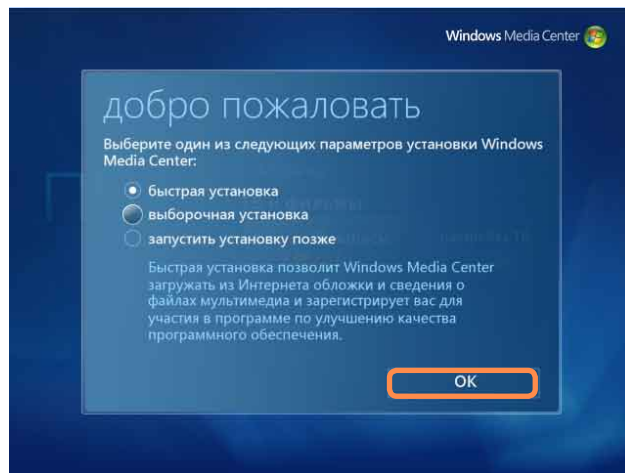 Windows Media Center
добро пожаловать
Выберите один из следующих параметров установки Windows
Media Center:
быстрая установка
выборочная установка
запустить установку позже
Быстрая установка позволит Windows Media Center
загружать из Интернета обложки и сведения о
файлах мультимедиа и зарегистрирует вас для
участия в программе по улучшению качества
программного обеспечения.
ОК